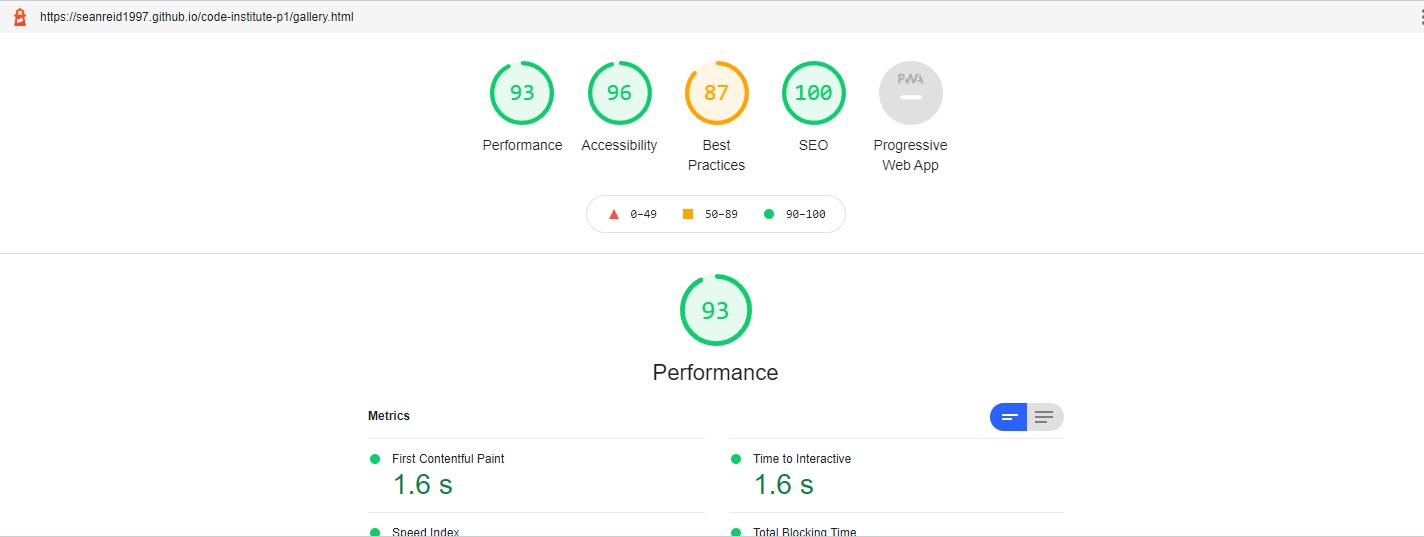 https://seanreid1997.github.io/code-institute-p1/gallery.html
93
96
87
100
PWA
Performance
Accessibility
Best
Practices
SEO
Progressive
Web App
0–49
50–89
90–100
93
Performance
Metrics
First Contentful Paint
1.6 s
Time to Interactive
1.6 s
Speed Index
Total Blocking Time